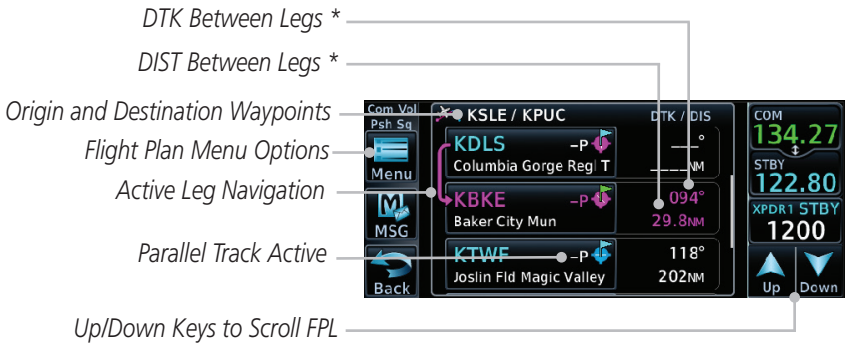 DTK Between Legs *
DIST Between Legs *
Origin and Destination Waypoints
Flight Plan Menu Options
Active Leg Navigation
Parallel Track Active
Up/Down Keys to Scroll FPL
Com Vol
Psh Sq
Menu
MSG
Back
KSLE / KPUC
DTK / DIS
KDLS
–P
Columbia Gorge Regl T
___°
____NM
KBKE
–P
Baker City Mun
094°
29.8NM
KTWF
–P
Joslin Fld Magic Valley
118°
202NM
COM
134.27
STBY
122.80
XPDR1 STBY
1200
Up
Down